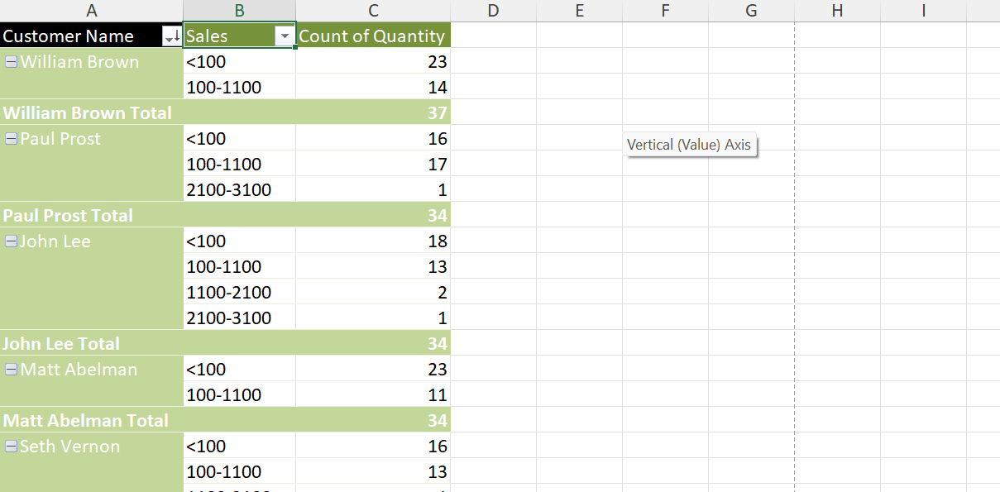 A B C D E F G H I
Customer Name Sales Count of Quantity
William Brown <100 23
100-1100 14
William Brown Total 37
Paul Prost <100 16
Vertical (Value) Axis
100-1100 17
2100-3100 1
Paul Prost Total 34
John Lee <100 18
100-1100 13
1100-2100 2
2100-3100 1
John Lee Total 34
Matt Abelman <100 23
100-1100 11
Matt Abelman Total 34
Seth Vernon <100 16
100-1100 13